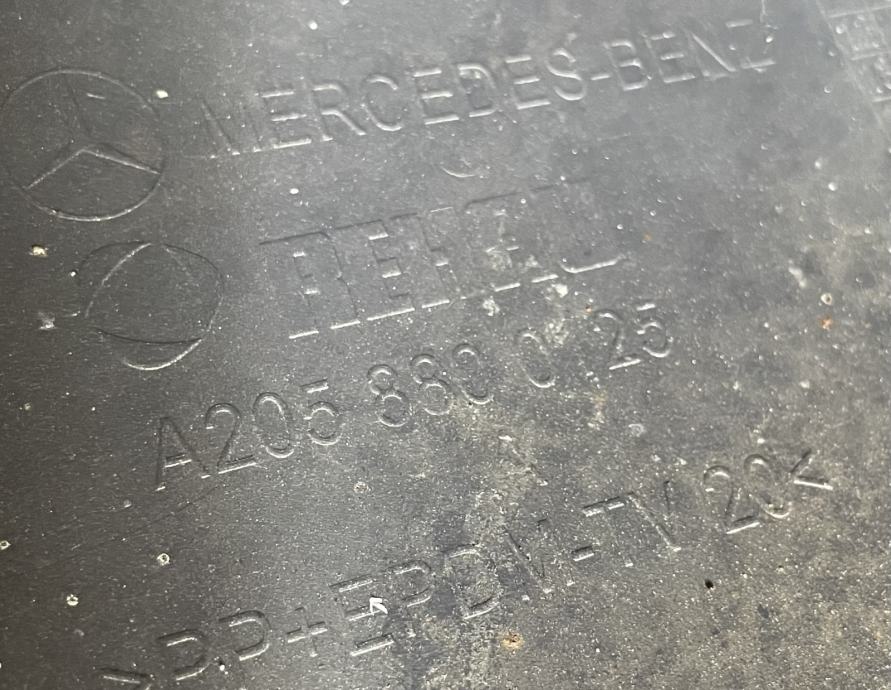 MERCEDES-BENZ
A205 880 0 25
>PP+EPDM-TV 20<